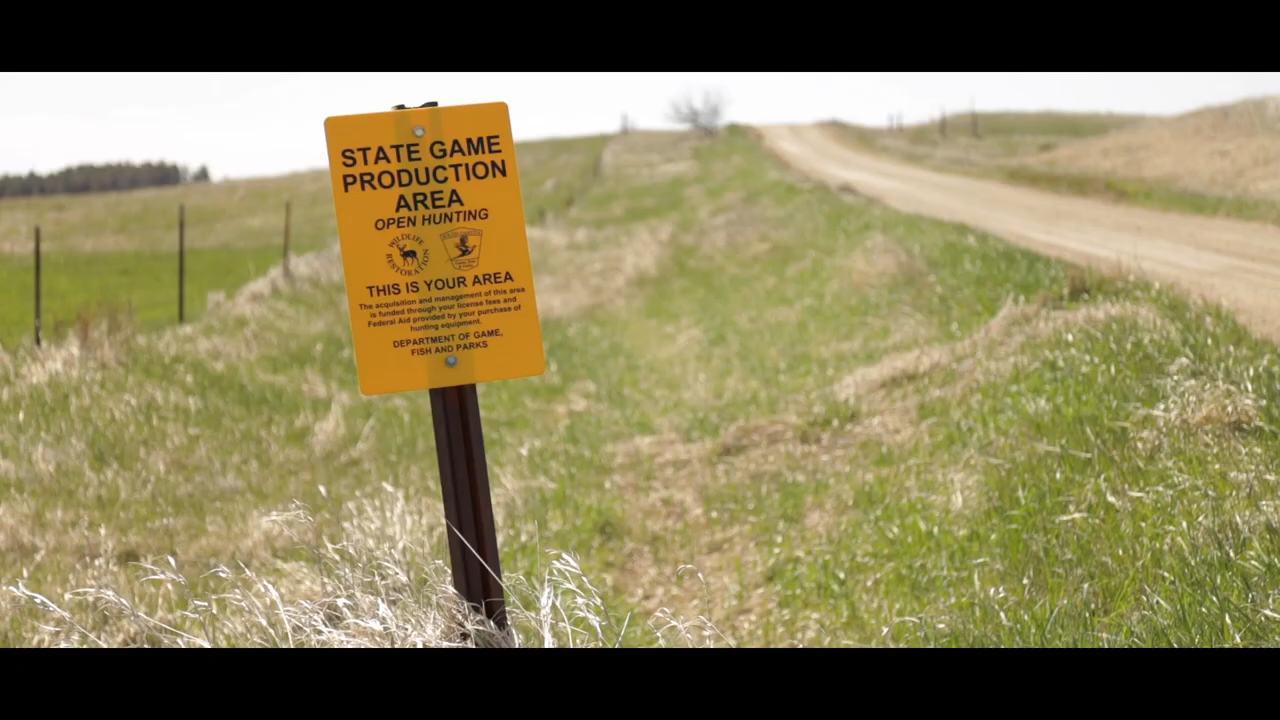 STATE GAME
PRODUCTION
AREA
OPEN HUNTING
WILDLIFE
RESTORATION
THIS IS YOUR AREA
The acquisition and management of this area
is funded through your license fees and
Federal Aid provided by your purchase of
hunting equipment.
DEPARTMENT OF GAME,
FISH AND PARKS